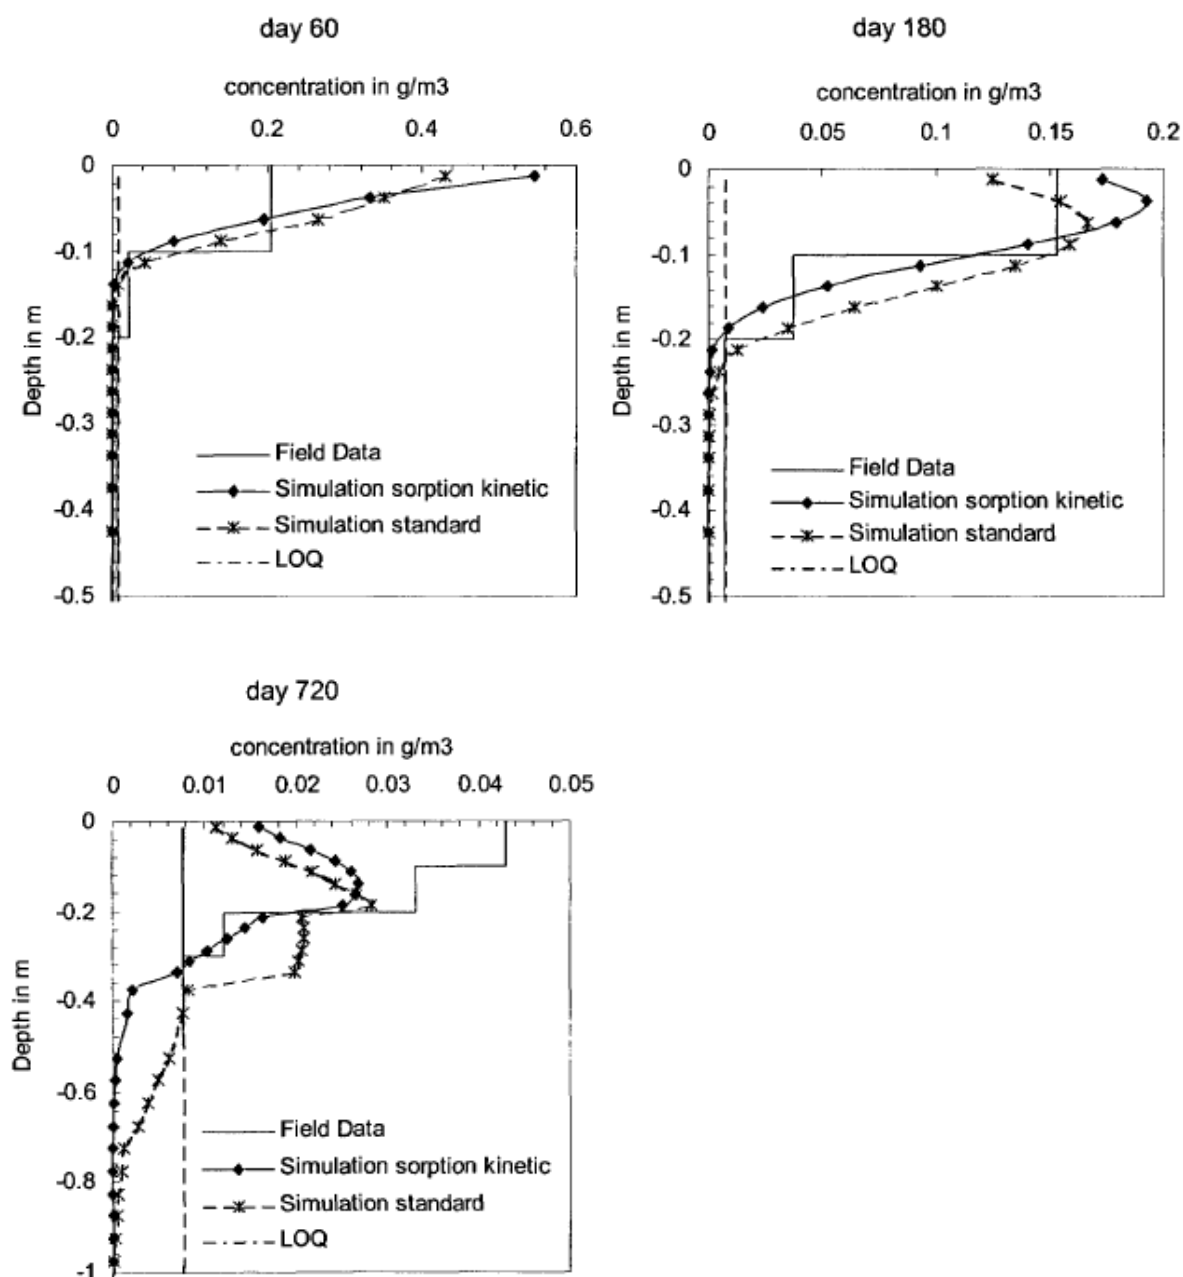 day 60
concentration in g/m3
0 0.2 0.4 0.6
0
-0.1
-0.2
-0.3
-0.4
-0.5
Depth in m
Field Data
Simulation sorption kinetic
Simulation standard
LOQ
day 180
concentration in g/m3
0 0.05 0.1 0.15 0.2
0
-0.1
-0.2
-0.3
-0.4
-0.5
Depth in m
Field Data
Simulation sorption kinetic
Simulation standard
LOQ
day 720
concentration in g/m3
0 0.01 0.02 0.03 0.04 0.05
0
-0.2
-0.4
-0.6
-0.8
-1
Depth in m
Field Data
Simulation sorption kinetic
Simulation standard
LOQ